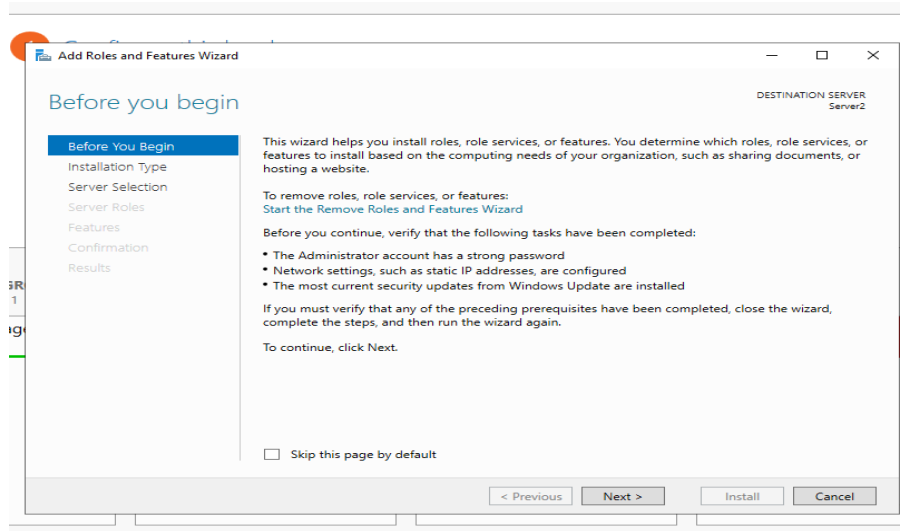 Add Roles and Features Wizard
Before you begin
DESTINATION SERVER
Server2
Before You Begin
Installation Type
Server Selection
Server Roles
Features
Confirmation
Results
This wizard helps you install roles, role services, or features. You determine which roles, role services, or
features to install based on the computing needs of your organization, such as sharing documents, or
hosting a website.
To remove roles, role services, or features:
Start the Remove Roles and Features Wizard
Before you continue, verify that the following tasks have been completed:
• The Administrator account has a strong password
• Network settings, such as static IP addresses, are configured
• The most current security updates from Windows Update are installed
If you must verify that any of the preceding prerequisites have been completed, close the wizard,
complete the steps, and then run the wizard again.
To continue, click Next.
Skip this page by default
< Previous
Next >
Install
Cancel
1